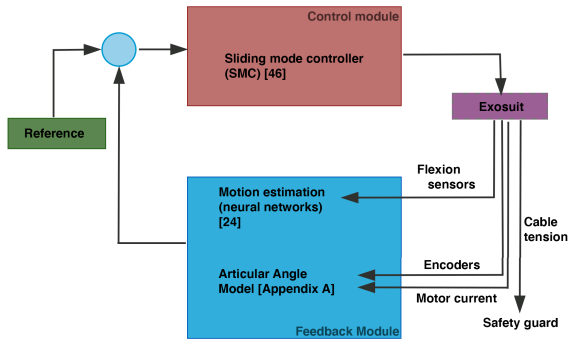 Control module
Sliding mode controller
(SMC) [46]
Exosuit
Reference
Flexion
sensors
Motion estimation
(neural networks)
[24]
Cable
tension
Encoders
Articular Angle
Model [Appendix A]
Motor current
Safety guard
Feedback Module